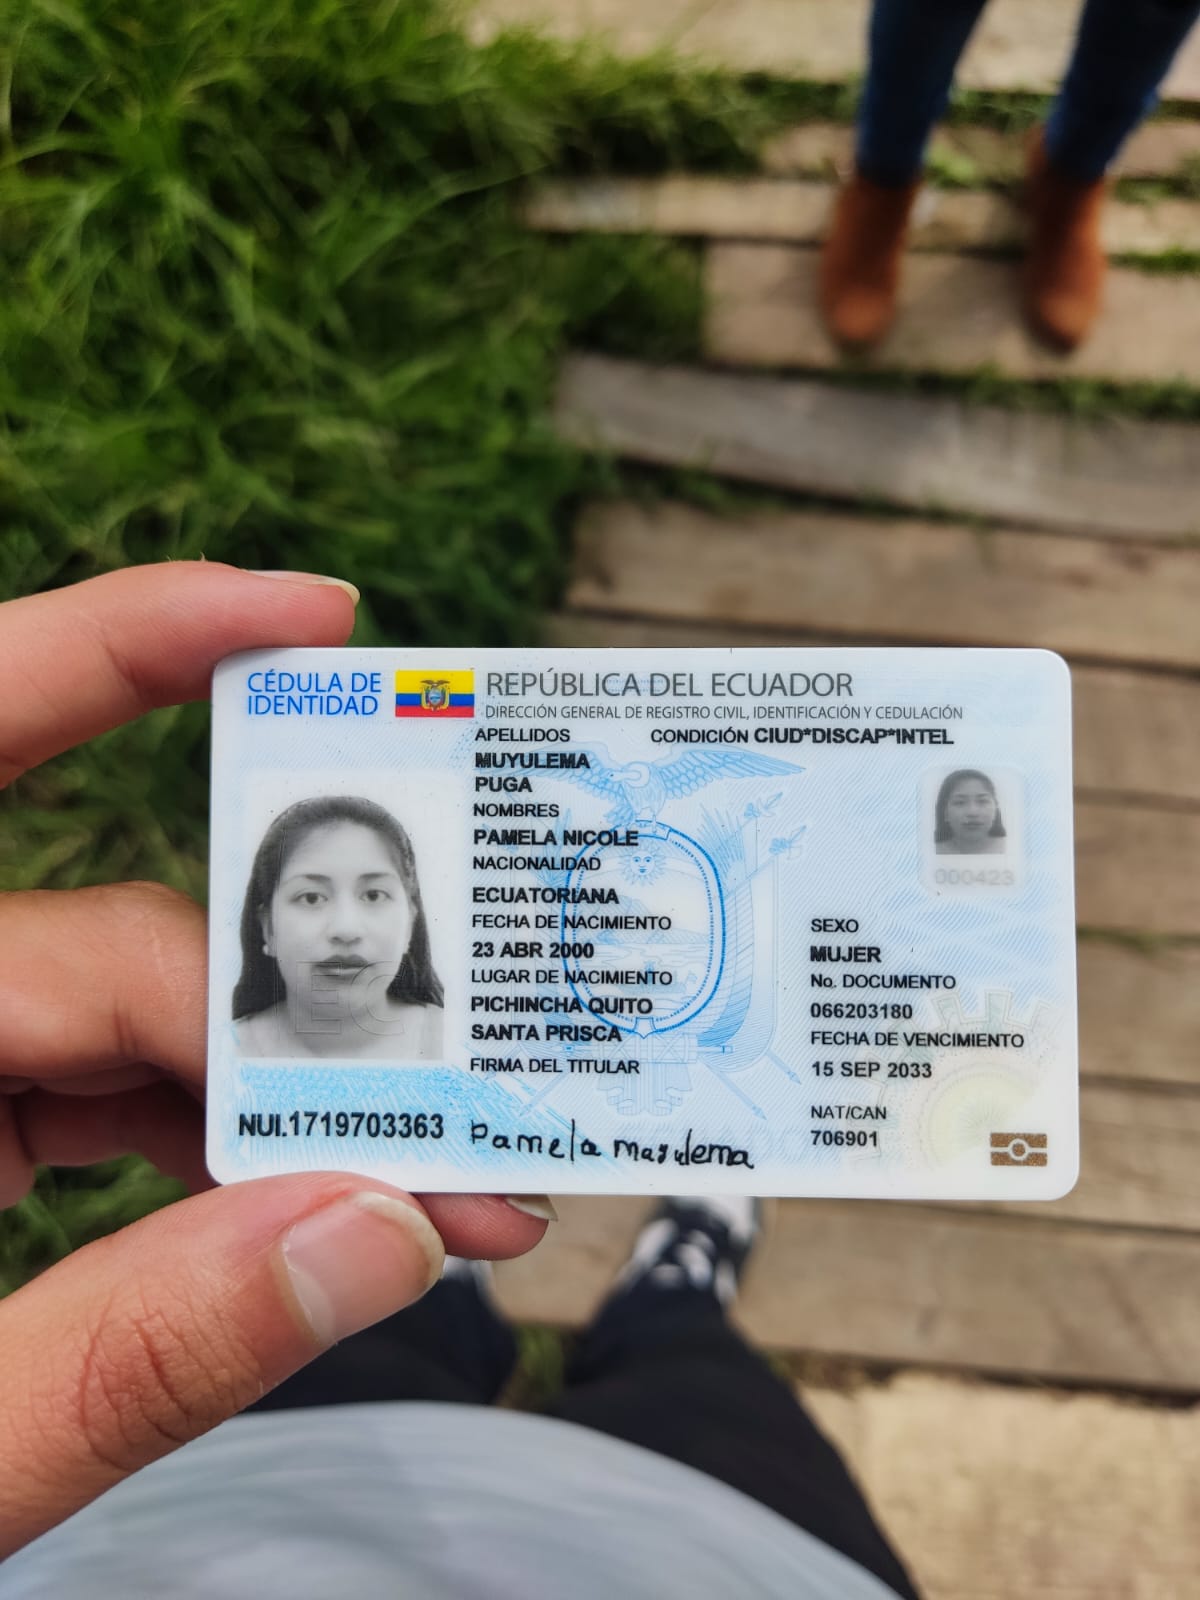 CÉDULA DE
IDENTIDAD
REPÚBLICA DEL ECUADOR
DIRECCIÓN GENERAL DE REGISTRO CIVIL, IDENTIFICACIÓN Y CEDULACIÓN
APELLIDOS
CONDICIÓN CIUD*DISCAP*INTEL
MUYULEMA
PUGA
NOMBRES
PAMELA NICOLE
NACIONALIDAD
ECUATORIANA
FECHA DE NACIMIENTO
23 ABR 2000
LUGAR DE NACIMIENTO
PICHINCHA QUITO
SANTA PRISCA
FIRMA DEL TITULAR
Pamela muyulema
NUI.1719703363
000423
SEXO
MUJER
No. DOCUMENTO
066203180
FECHA DE VENCIMIENTO
15 SEP 2033
NAT/CAN
706901